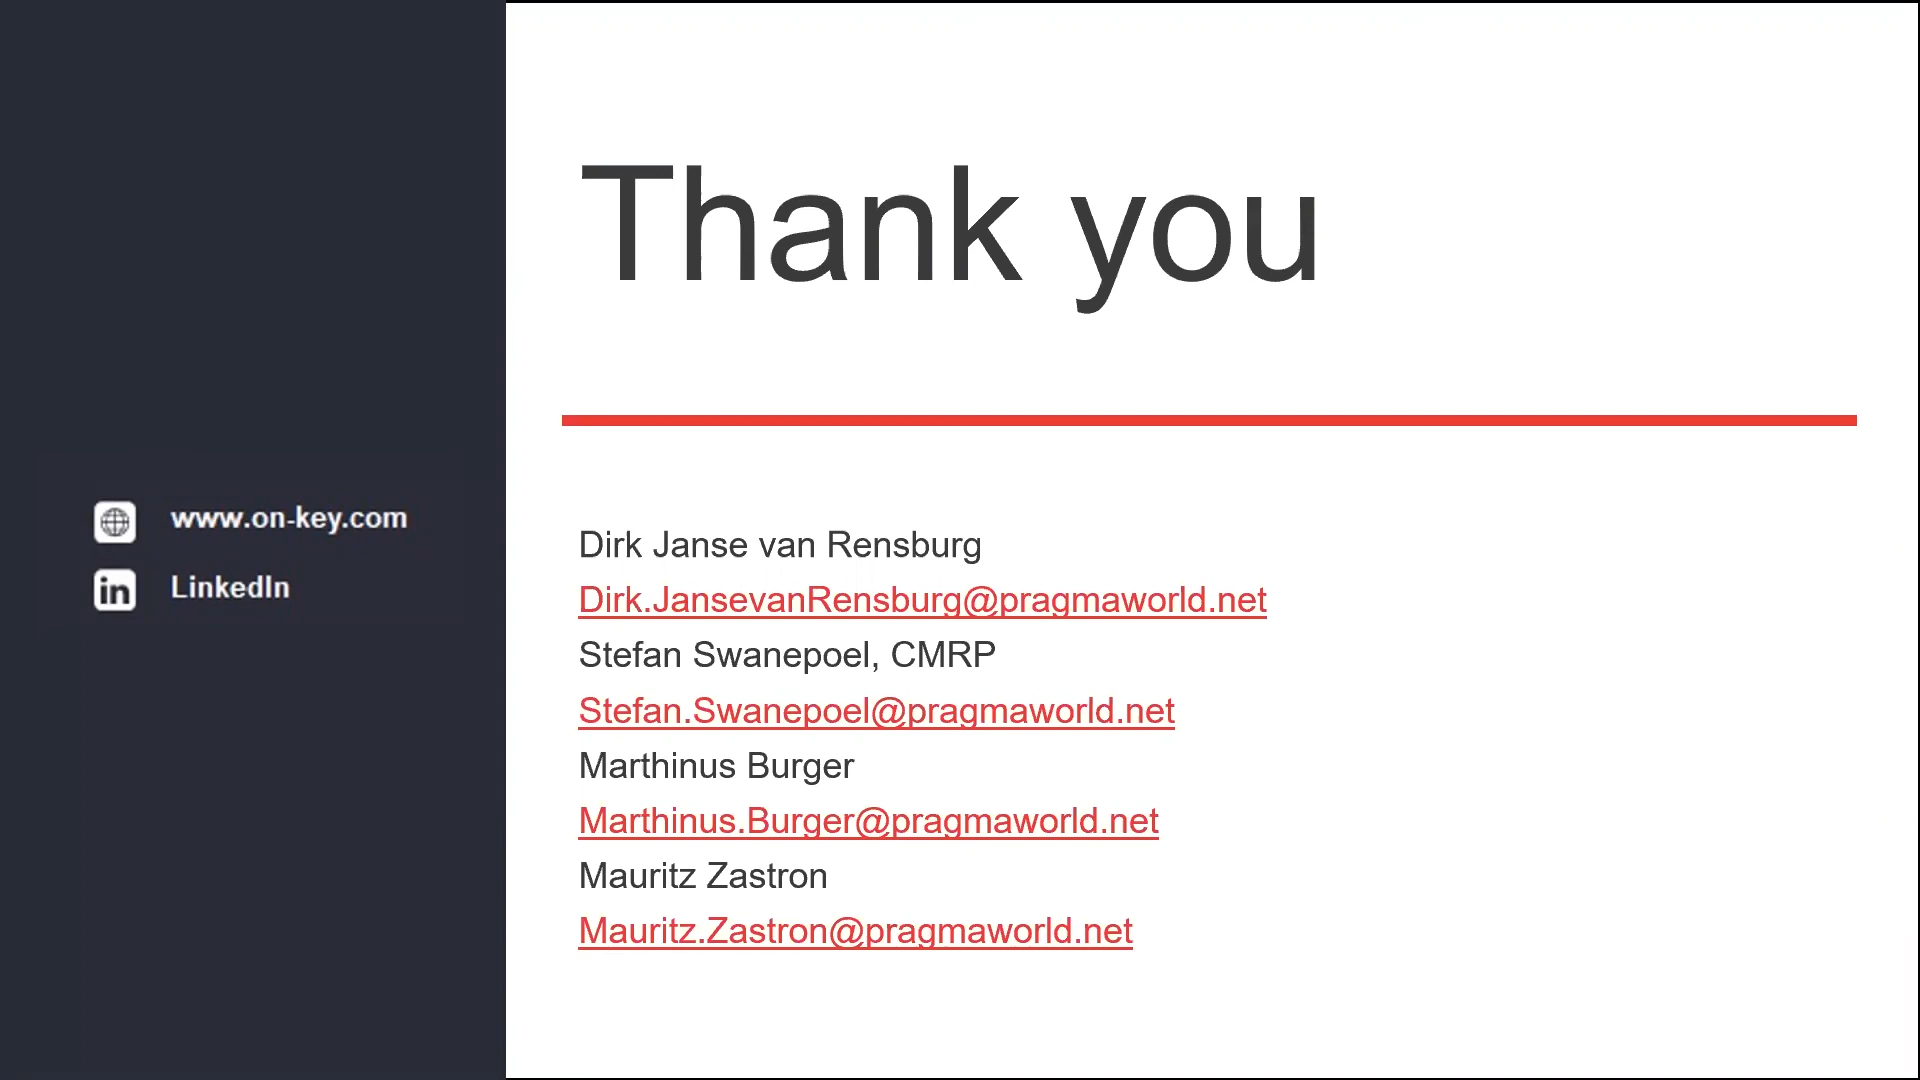 Thank you
www.on-key.com
LinkedIn
Dirk Janse van Rensburg
Dirk.JansevanRensburg@pragmaworld.net
Stefan Swanepoel, CMRP
Stefan.Swanepoel@pragmaworld.net
Marthinus Burger
Marthinus.Burger@pragmaworld.net
Mauritz Zastron
Mauritz.Zastron@pragmaworld.net